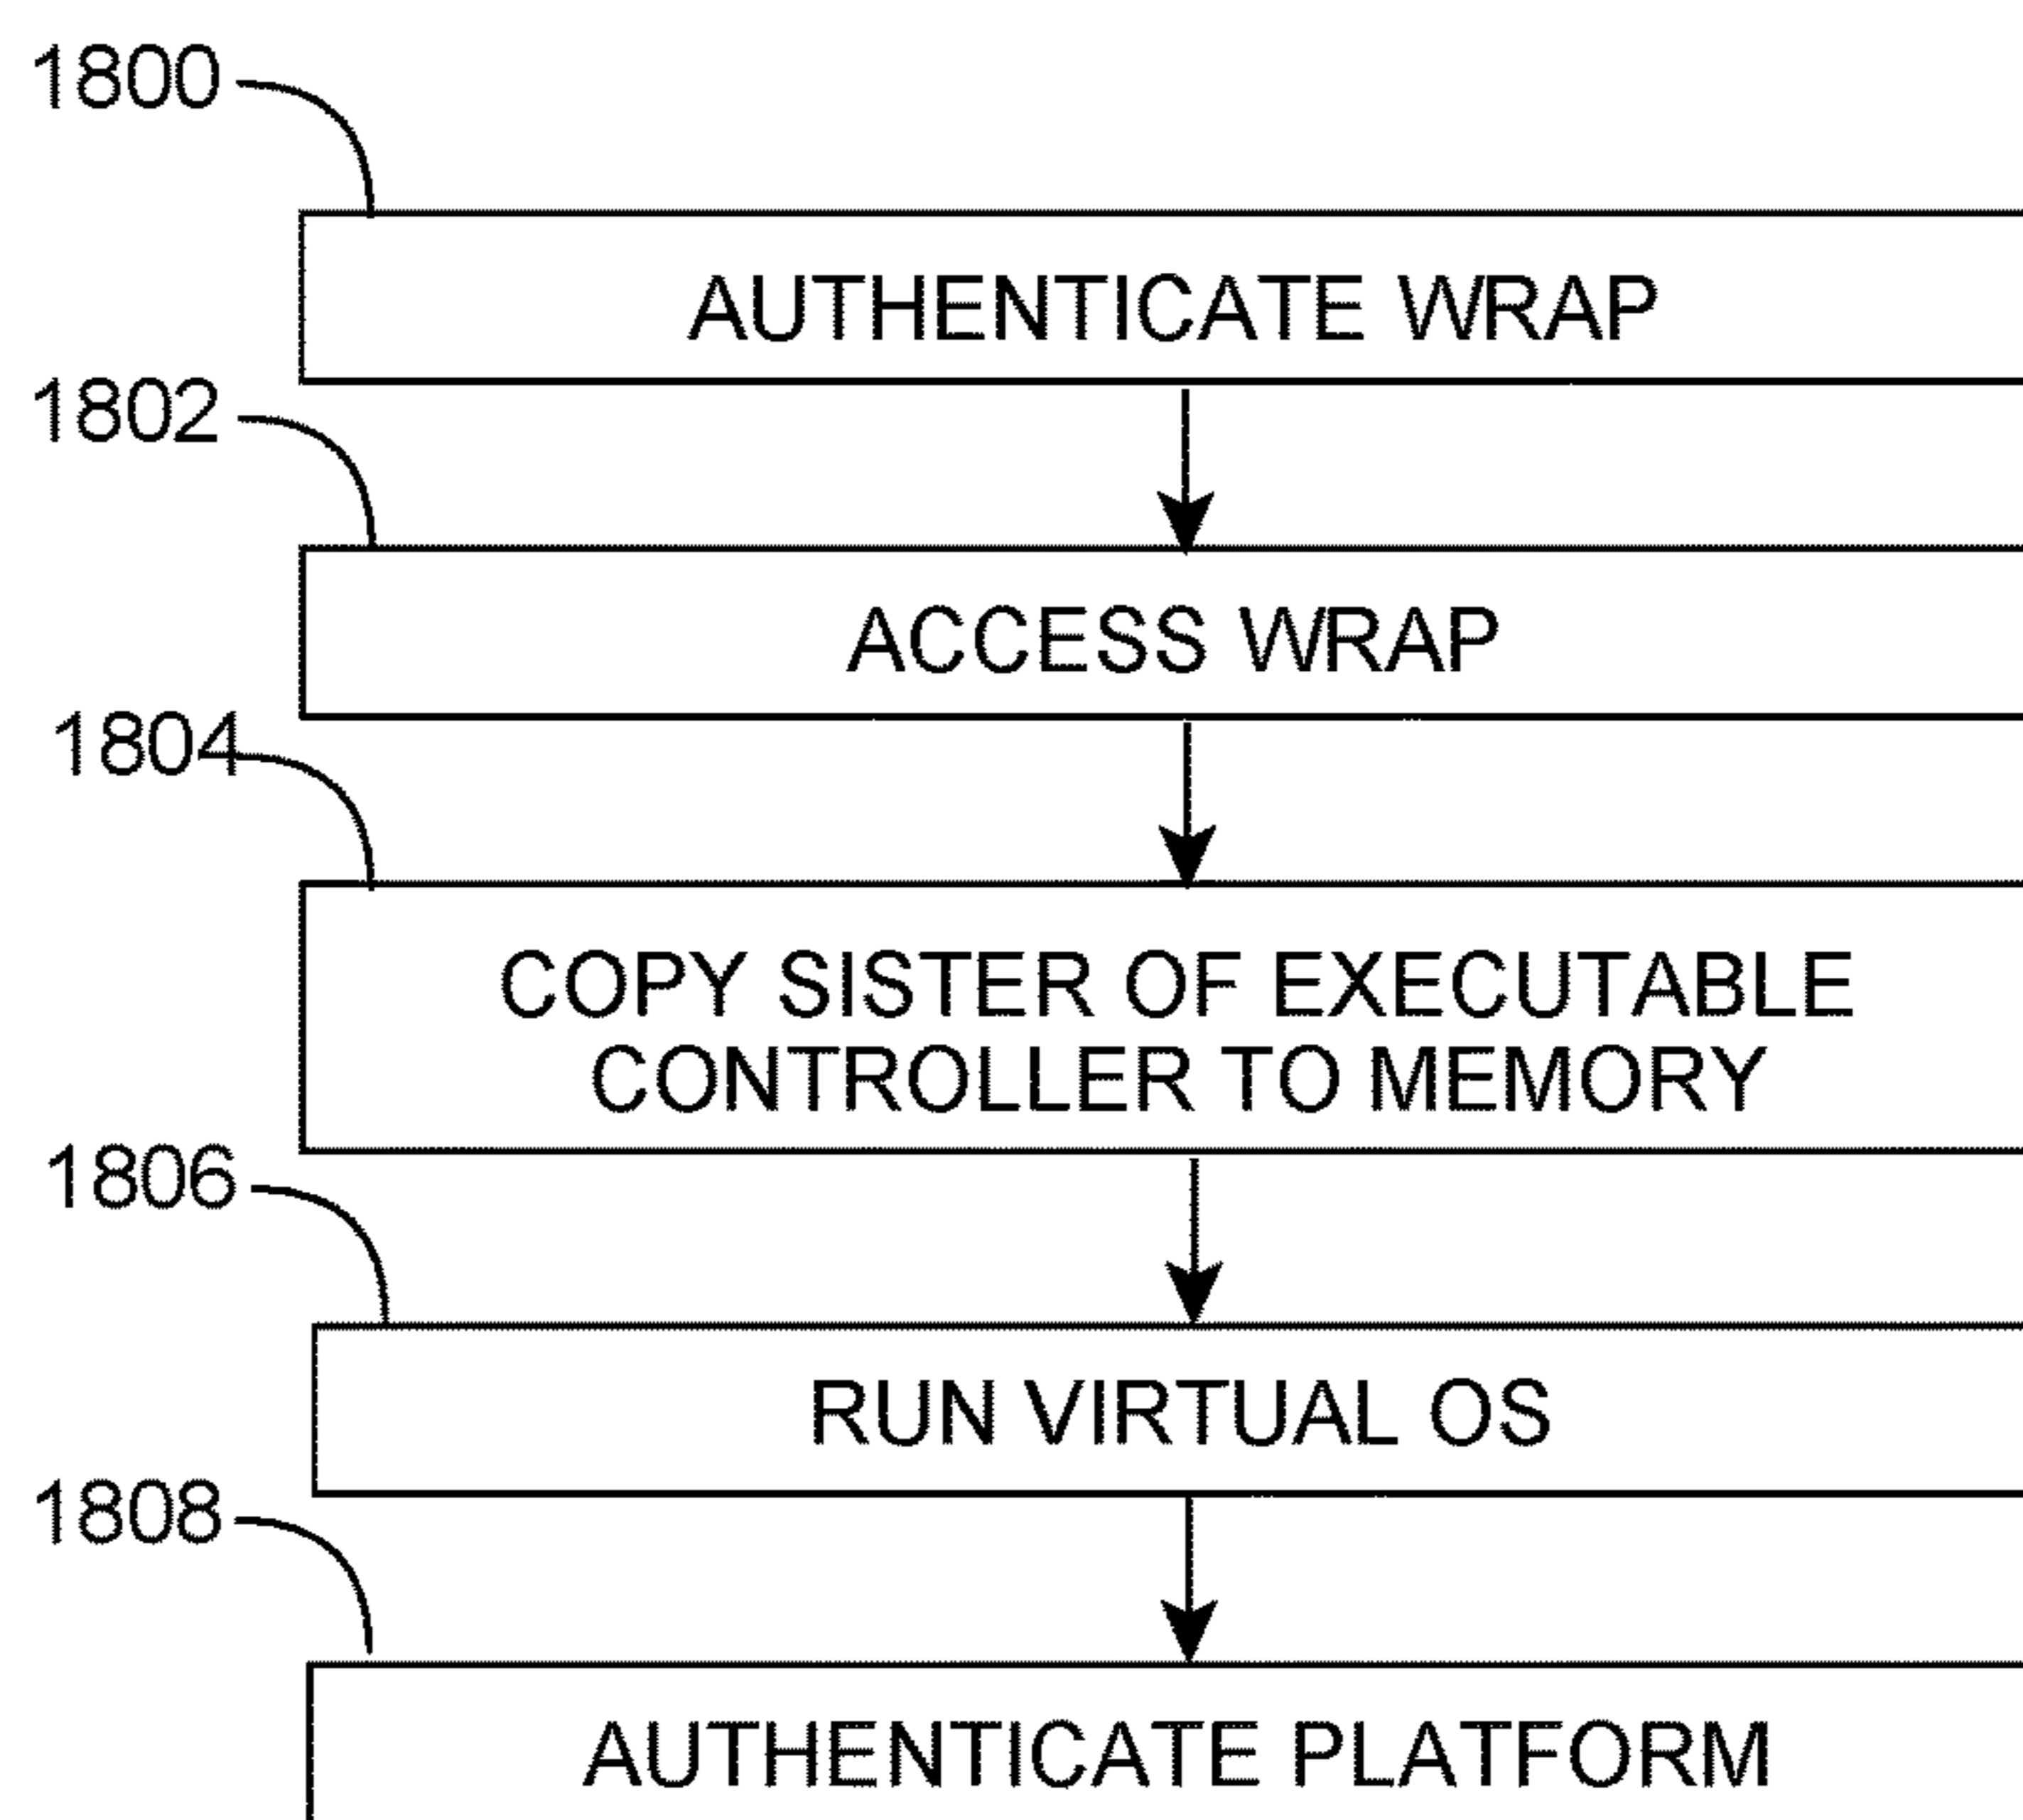 1800
AUTHENTICATE WRAP
1802
ACCESS WRAP
1804
COPY SISTER OF EXECUTABLE
CONTROLLER TO MEMORY
1806
RUN VIRTUAL OS
1808
AUTHENTICATE PLATFORM